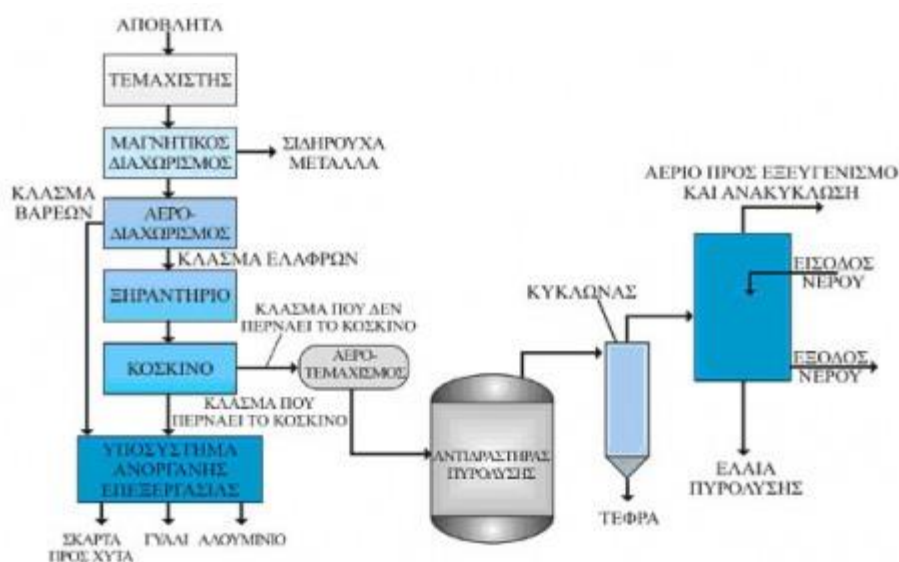 ΑΠΟΒΛΗΤΑ
ΤΕΜΑΧΙΣΤΗΣ
ΜΑΓΝΗΤΙΚΟΣ
ΔΙΑΧΩΡΙΣΜΟΣ
ΣΙΔΗΡΟΥΧΑ
ΜΕΤΑΛΛΑ
ΚΛΑΣΜΑ
ΒΑΡΕΩΝ
ΑΕΡΟ-
ΔΙΑΧΩΡΙΣΜΟΣ
ΚΛΑΣΜΑ ΕΛΑΦΡΩΝ
ΞΗΡΑΝΤΗΡΙΟ
ΚΛΑΣΜΑ ΠΟΥ ΔΕΝ
ΠΕΡΝΑΕΙ ΤΟ ΚΟΣΚΙΝΟ
ΚΟΣΚΙΝΟ
ΑΕΡΟ-
ΤΕΜΑΧΙΣΜΟΣ
ΚΛΑΣΜΑ ΠΟΥ
ΠΕΡΝΑΕΙ ΤΟ ΚΟΣΚΙΝΟ
ΥΠΟΣΥΣΤΗΜΑ
ΑΝΟΡΓΑΝΗΣ
ΕΠΕΞΕΡΓΑΣΙΑΣ
ΣΚΑΡΤΑ
ΠΡΟΣ ΧΥΤΑ
ΓΥΑΛΙ
ΑΛΟΥΜΙΝΙΟ
ΑΝΤΙΔΡΑΣΤΗΡΑΣ
ΠΥΡΟΛΥΣΗΣ
ΚΥΚΛΩΝΑΣ
ΤΕΦΡΑ
ΑΕΡΙΟ ΠΡΟΣ ΕΞΕΥΓΕΝΙΣΜΟ
ΚΑΙ ΑΝΑΚΥΚΛΩΣΗ
ΕΙΣΟΔΟΣ
ΝΕΡΟΥ
ΕΞΟΔΟΣ
ΝΕΡΟΥ
ΕΛΑΙΑ
ΠΥΡΟΛΥΣΗΣ